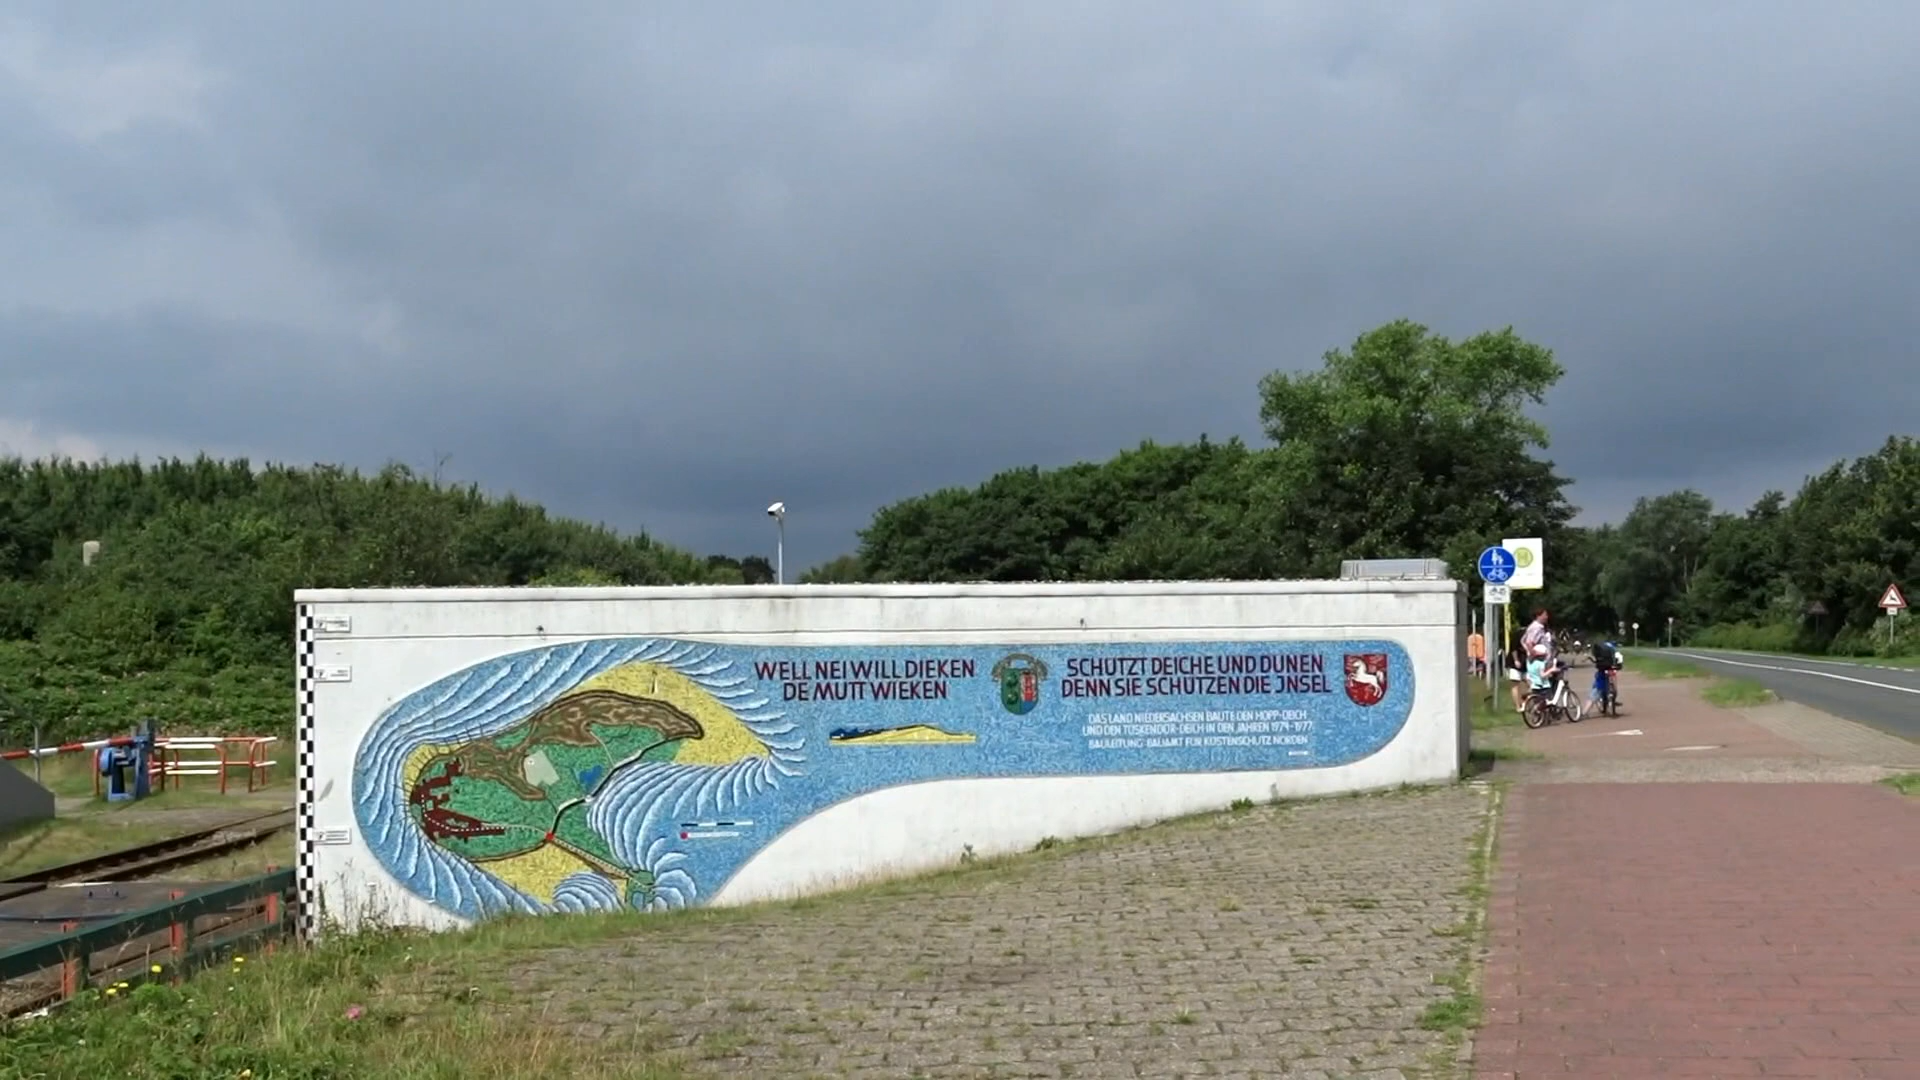 WELL NEI WILL DIEKEN
DE MUTT WIEKEN
SCHÜTZT DEICHE UND DÜNEN
DENN SIE SCHÜTZEN DIE JNSEL
DAS LAND NIEDERSACHSEN BAUTE DEN HOPP-DEICH
UND DEN TÜSKENDÖR-DEICH IN DEN JAHREN 1974-1977
BAULEITUNG: BAUAMT FÜR KÜSTENSCHUTZ NORDEN
H